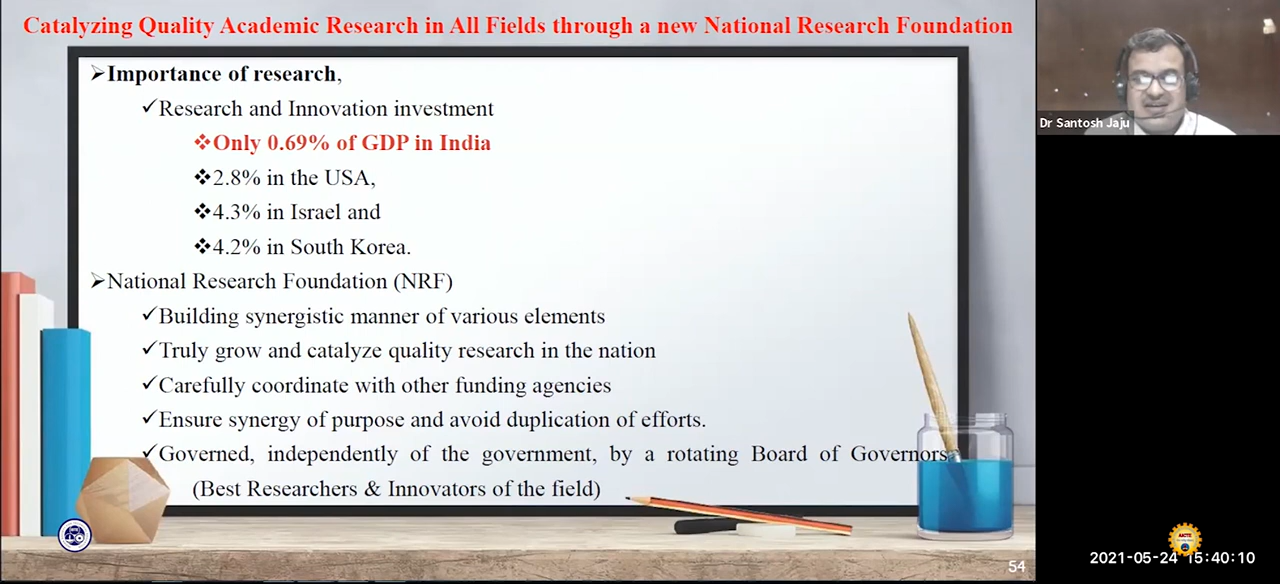 Catalyzing Quality Academic Research in All Fields through a new National Research Foundation
➢Importance of research,
✓Research and Innovation investment
❖Only 0.69% of GDP in India
❖2.8% in the USA,
❖4.3% in Israel and
❖4.2% in South Korea.
➢National Research Foundation (NRF)
✓Building synergistic manner of various elements
✓Truly grow and catalyze quality research in the nation
✓Carefully coordinate with other funding agencies
✓Ensure synergy of purpose and avoid duplication of efforts.
✓Governed, independently of the government, by a rotating Board of Governors
(Best Researchers & Innovators of the field)
54
Dr Santosh Jaju
AICTE
2021-05-24 15:40:10